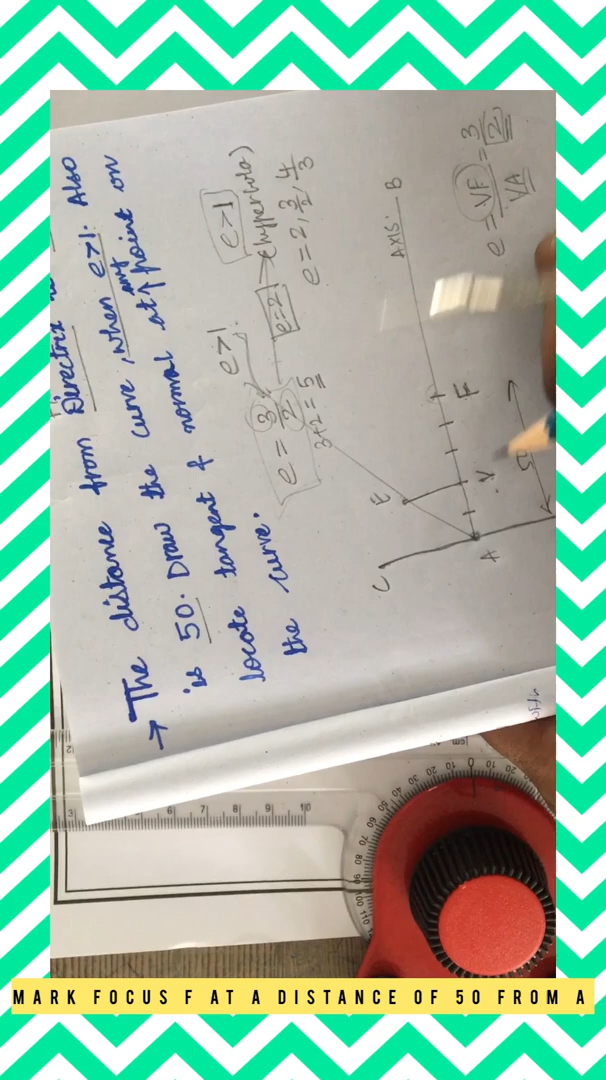 → The distance from Directrix
is 50. Draw the curve, when e>1. Also
locate tangent & normal at any point on
the curve.
e = 3/2 e>1
3+2 = 5
e=2 → (hyperbola)
e>1
e = 2, 3/2, 4/3
C
E
A
V
F
AXIS
B
50
e = VF/VA = 3/2
MARK FOCUS F AT A DISTANCE OF 50 FROM A